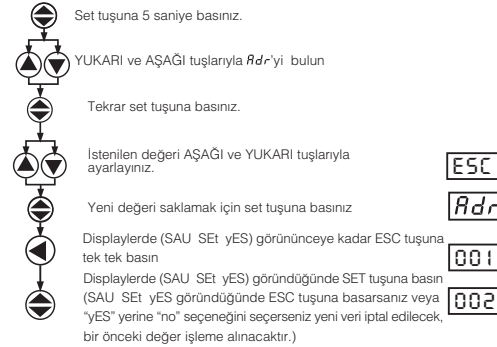 Set tuşuna 5 saniye basınız.
YUKARI ve AŞAĞI tuşlarıyla Adr'yi bulun
Tekrar set tuşuna basınız.
İstenilen değeri AŞAĞI ve YUKARI tuşlarıyla
ayarlayınız.
ESC
Yeni değeri saklamak için set tuşuna basınız
Adr
Displaylerde (SAU SEt yES) görününceye kadar ESC tuşuna
tek tek basın
001
Displaylerde (SAU SEt yES) göründüğünde SET tuşuna basın
(SAU SEt yES göründüğünde ESC tuşuna basarsanız veya
002
"yES" yerine "no" seçeneğini seçerseniz yeni veri iptal edilecek,
bir önceki değer işleme alınacaktır.)